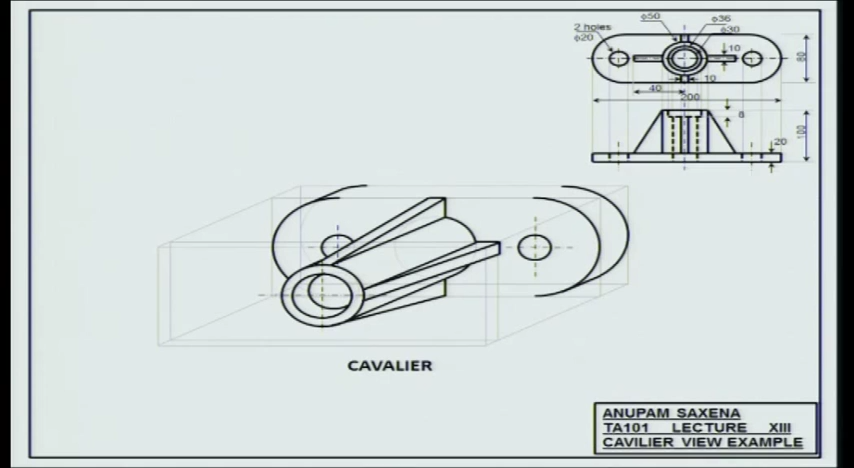 2 holes
ϕ20
ϕ50
ϕ36
ϕ30
10
80
10
40
200
8
100
20
CAVALIER
ANUPAM SAXENA
TA101 LECTURE XIII
CAVILIER VIEW EXAMPLE